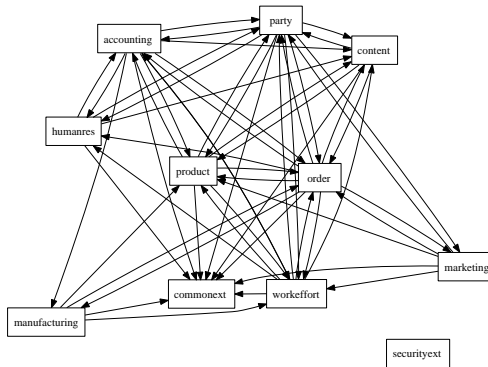 party
accounting
content
humanres
product
order
marketing
commonext
workeffort
manufacturing
securityext